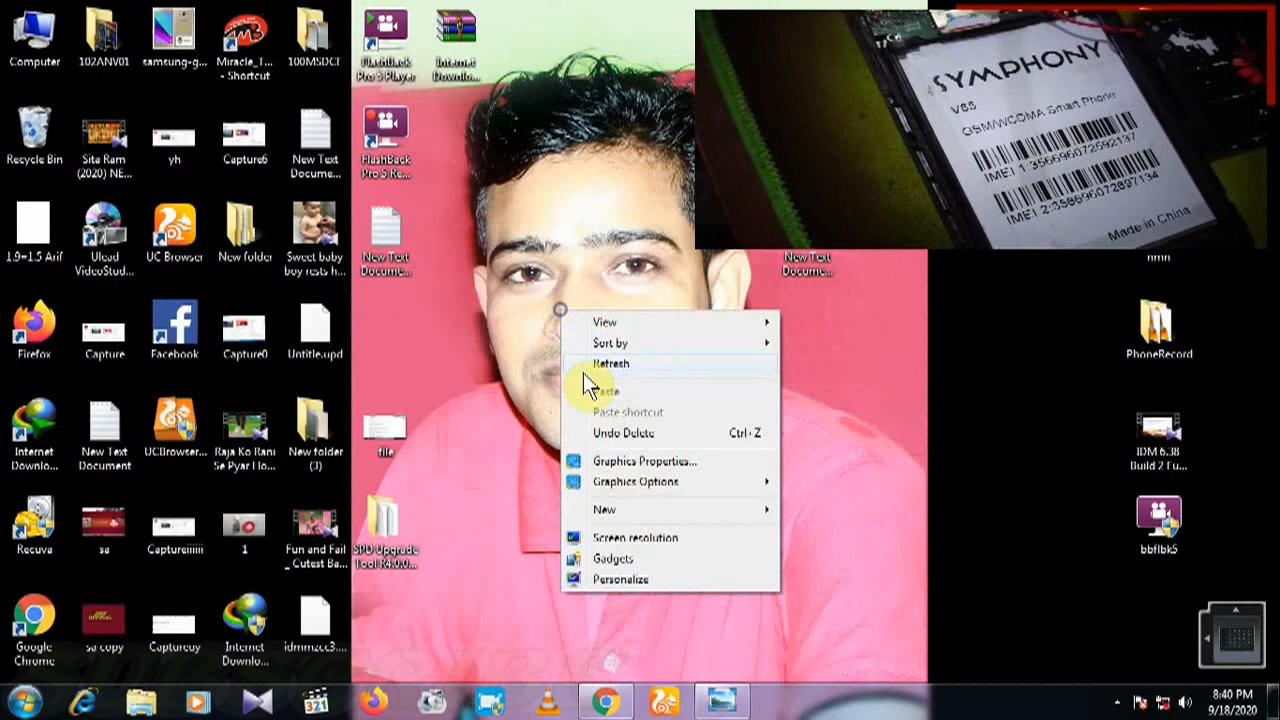 Computer
102ANV01
samsung-g...
Miracle_T...
- Shortcut
100MSDCF
FlashBack
Pro 5 Player
Internet
Downlo...
Recycle Bin
Sita Ram
(2020) NE...
yh
Capture6
New Text
Docume...
FlashBack
Pro 5 Re...
1.9=1.5 Arif
Ulead
VideoStud...
UC Browser
New folder
Sweet baby
boy rests h...
New Text
Docume...
New Text
Docume...
nmn
Firefox
Capture
Facebook
Capture0
Untitle.upd
PhoneRecord
Internet
Downlo...
New Text
Document
UCBrowser...
Raja Ko Rani
Se Pyar Ho...
New folder
(3)
file
IDM 6.38
Build 2 Fu...
Recuva
sa
Captureiiiiii
1
Fun and Fail
_ Cutest Ba...
SPD Upgrade
Tool R4.0.0...
bbflbk5
Google
Chrome
sa copy
Captureuy
Internet
Downlo...
idmmzcc3...
SYMPHONY
V65
GSM/WCDMA Smart Phone
Made in China
View
Sort by
Refresh
Paste shortcut
Undo Delete Ctrl+Z
Graphics Properties...
Graphics Options
New
Screen resolution
Gadgets
Personalize
321
8:40 PM
9/18/2020